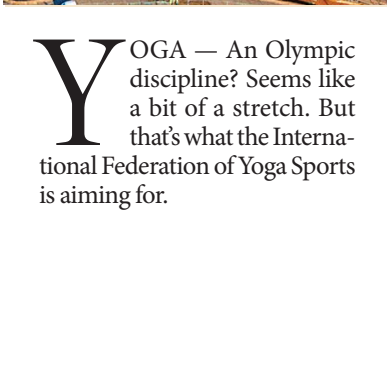 YOGA — An Olympic
discipline? Seems like
a bit of a stretch. But
that's what the Interna-
tional Federation of Yoga Sports
is aiming for.